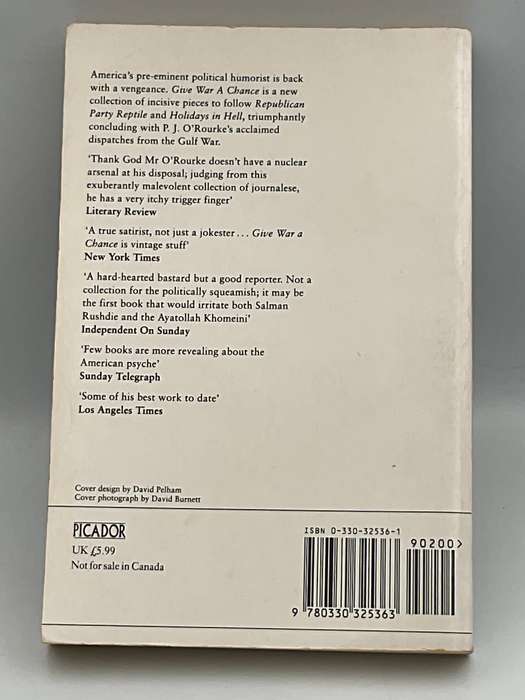 America's pre-eminent political humorist is back
with a vengeance. Give War A Chance is a new
collection of incisive pieces to follow Republican
Party Reptile and Holidays in Hell, triumphantly
concluding with P. J. O'Rourke's acclaimed
dispatches from the Gulf War.
'Thank God Mr O'Rourke doesn't have a nuclear
arsenal at his disposal; judging from this
exuberantly malevolent collection of journalese,
he has a very itchy trigger finger'
Literary Review
'A true satirist, not just a jokester... Give War a
Chance is vintage stuff'
New York Times
'A hard-hearted bastard but a good reporter. Not a
collection for the politically squeamish; it may be
the first book that would irritate both Salman
Rushdie and the Ayatollah Khomeini'
Independent On Sunday
'Few books are more revealing about the
American psyche'
Sunday Telegraph
'Some of his best work to date'
Los Angeles Times
Cover design by David Pelham
Cover photograph by David Burnett
PICADOR
UK £5.99
Not for sale in Canada
ISBN 0-330-32536-1
90200>
9 780330 325363